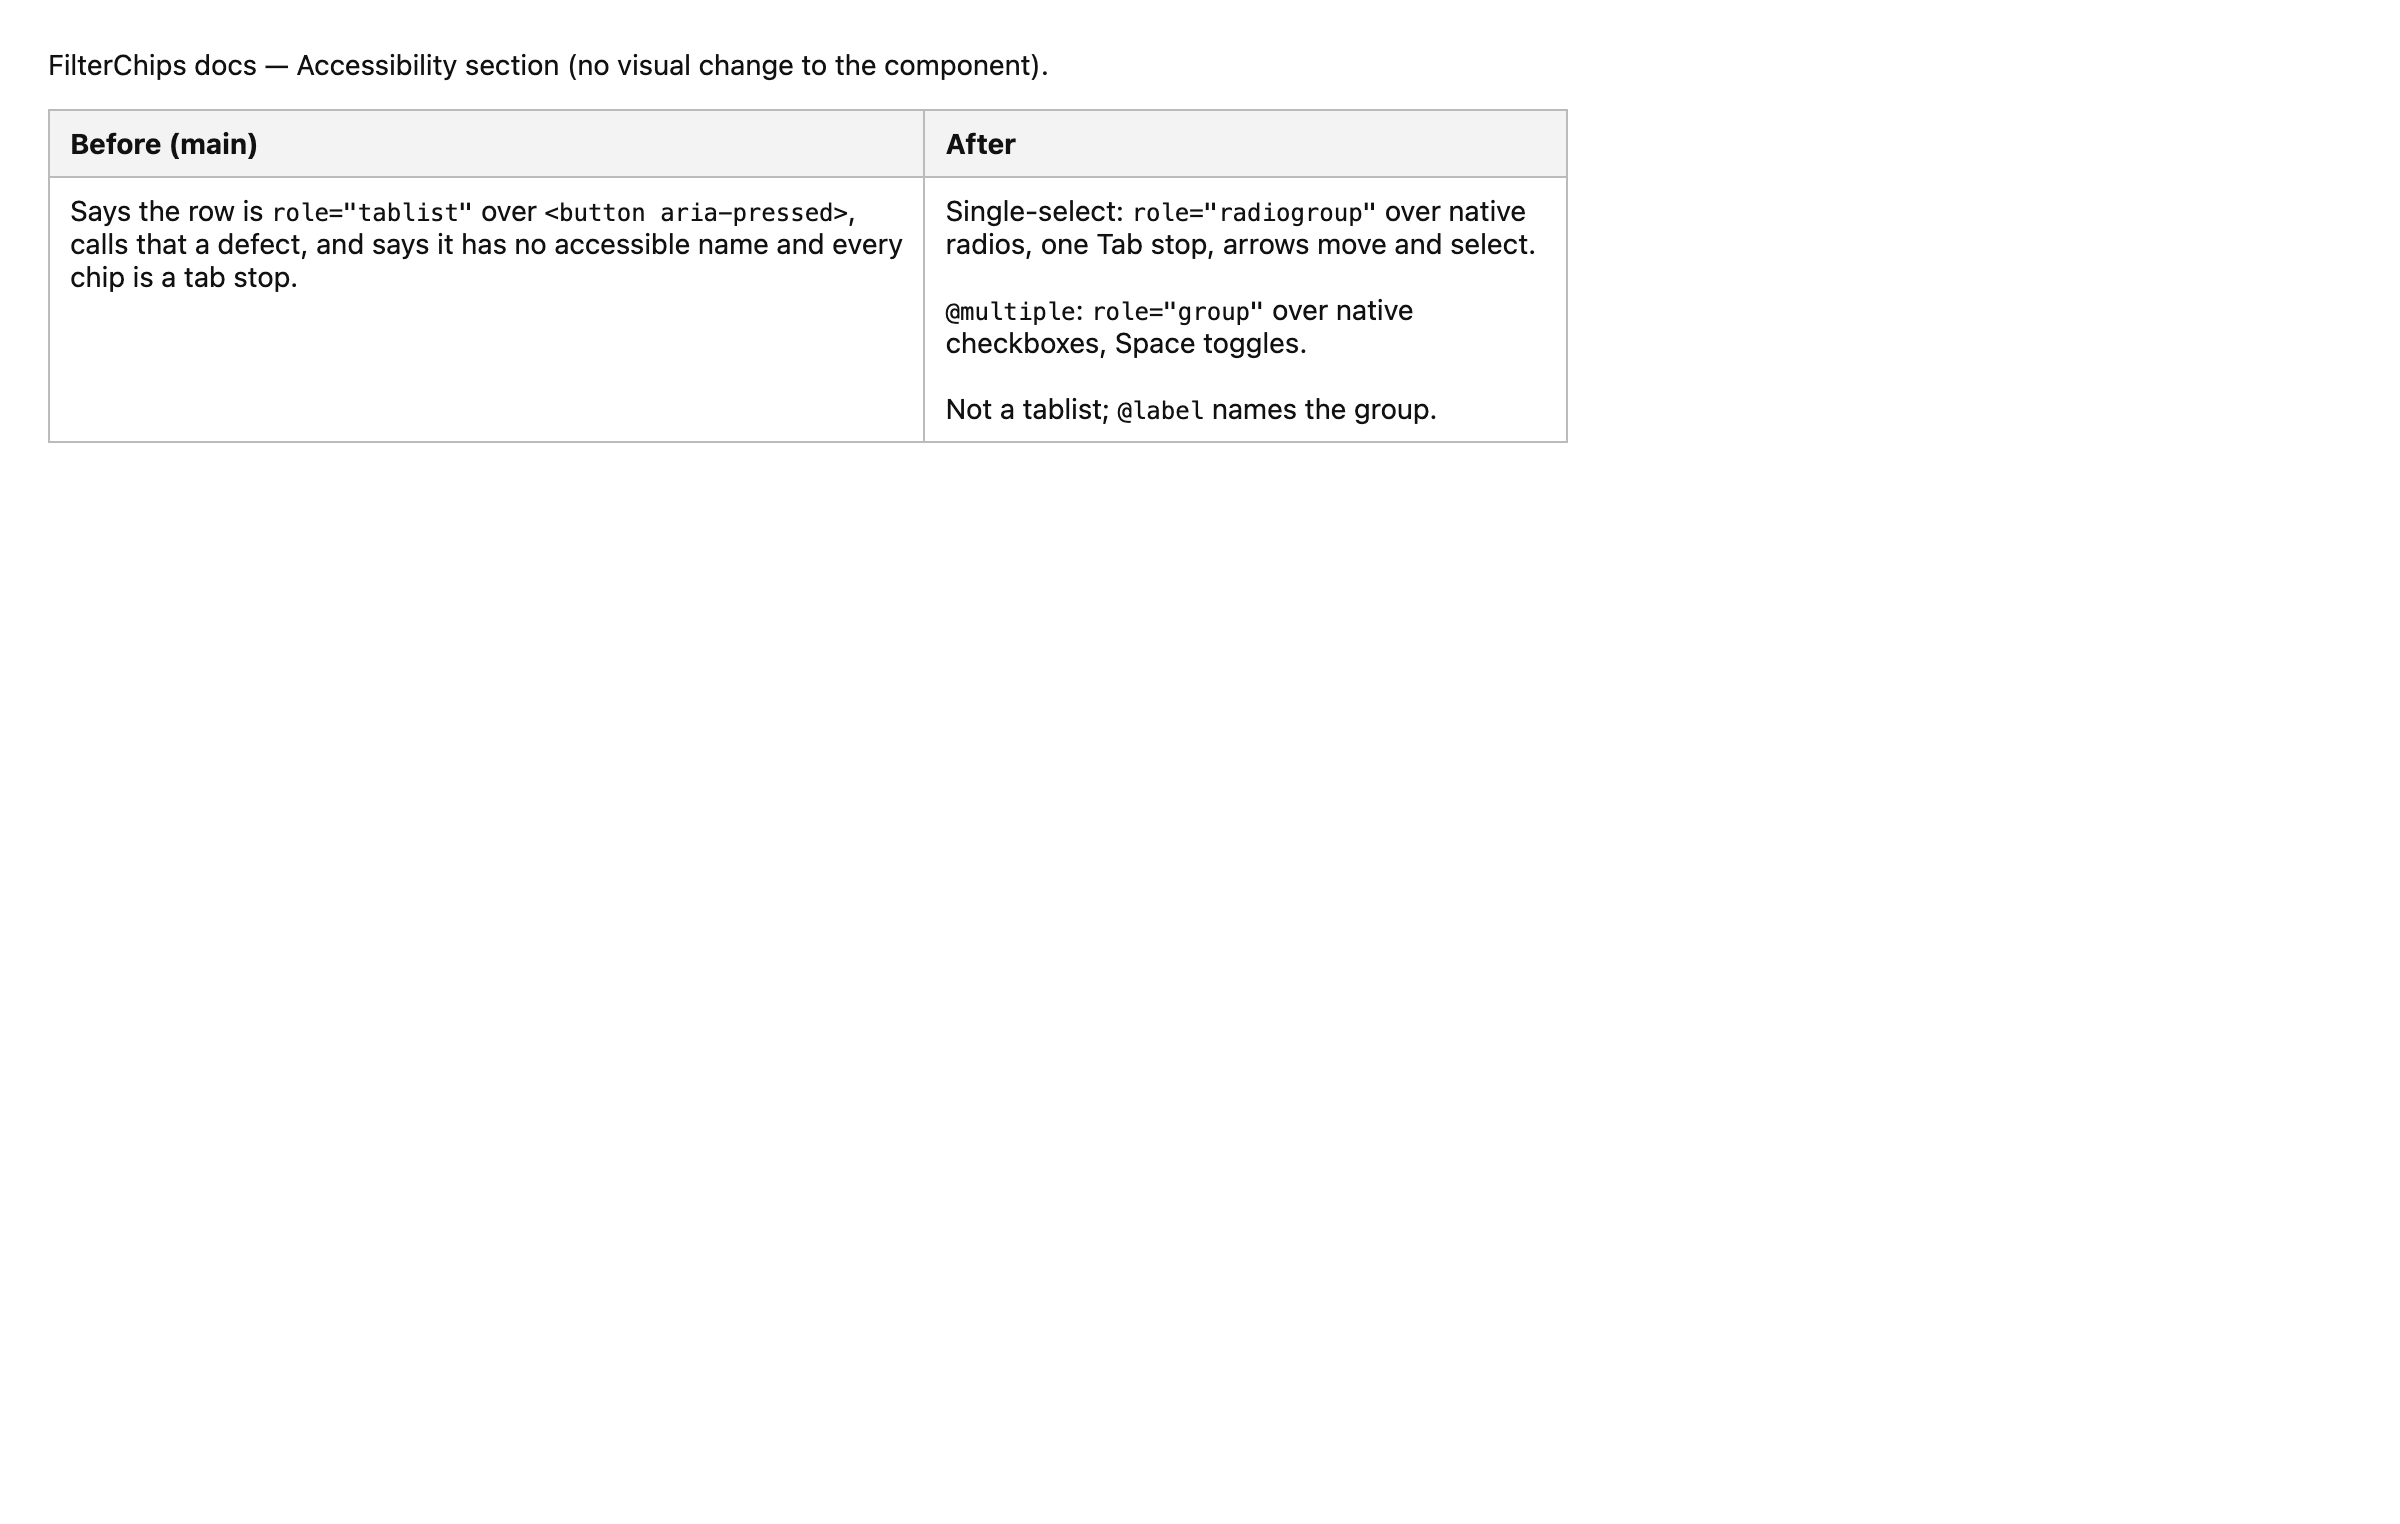 FilterChips docs — Accessibility section (no visual change to the component).
Before (main)
After
Says the row is role="tablist" over <button aria-pressed>,
calls that a defect, and says it has no accessible name and every
chip is a tab stop.
Single-select: role="radiogroup" over native
radios, one Tab stop, arrows move and select.
@multiple: role="group" over native
checkboxes, Space toggles.
Not a tablist; @label names the group.